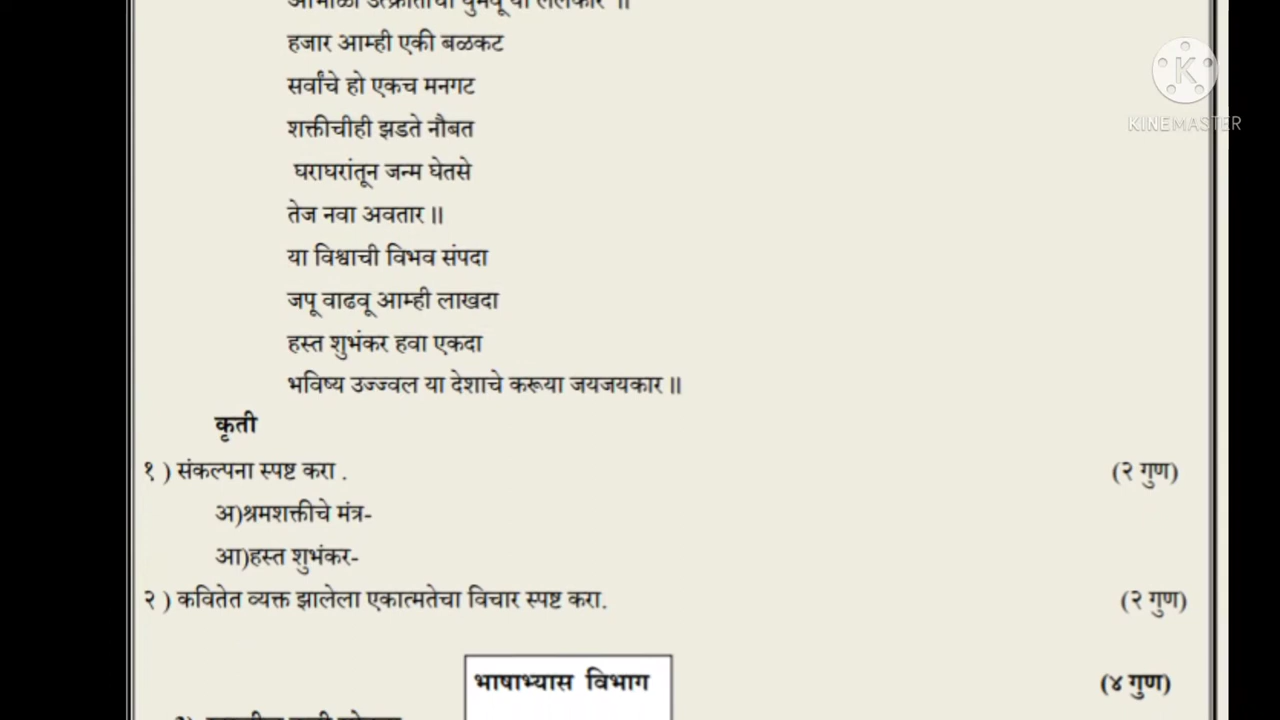 हजार आम्ही एकी बळकट
सर्वांचे हो एकच मनगट
शक्तीचीही झडते नौबत
घराघरांतून जन्म घेतसे
तेज नवा अवतार ॥
या विश्वाची विभव संपदा
जपू वाढवू आम्ही लाखदा
हस्त शुभंकर हवा एकदा
भविष्य उज्ज्वल या देशाचे करूया जयजयकार ॥
कृती
१ ) संकल्पना स्पष्ट करा . (२ गुण)
अ)श्रमशक्तीचे मंत्र-
आ)हस्त शुभंकर-
२ ) कवितेत व्यक्त झालेला एकात्मतेचा विचार स्पष्ट करा. (२ गुण)
भाषाभ्यास विभाग (४ गुण)
K
KINEMASTER